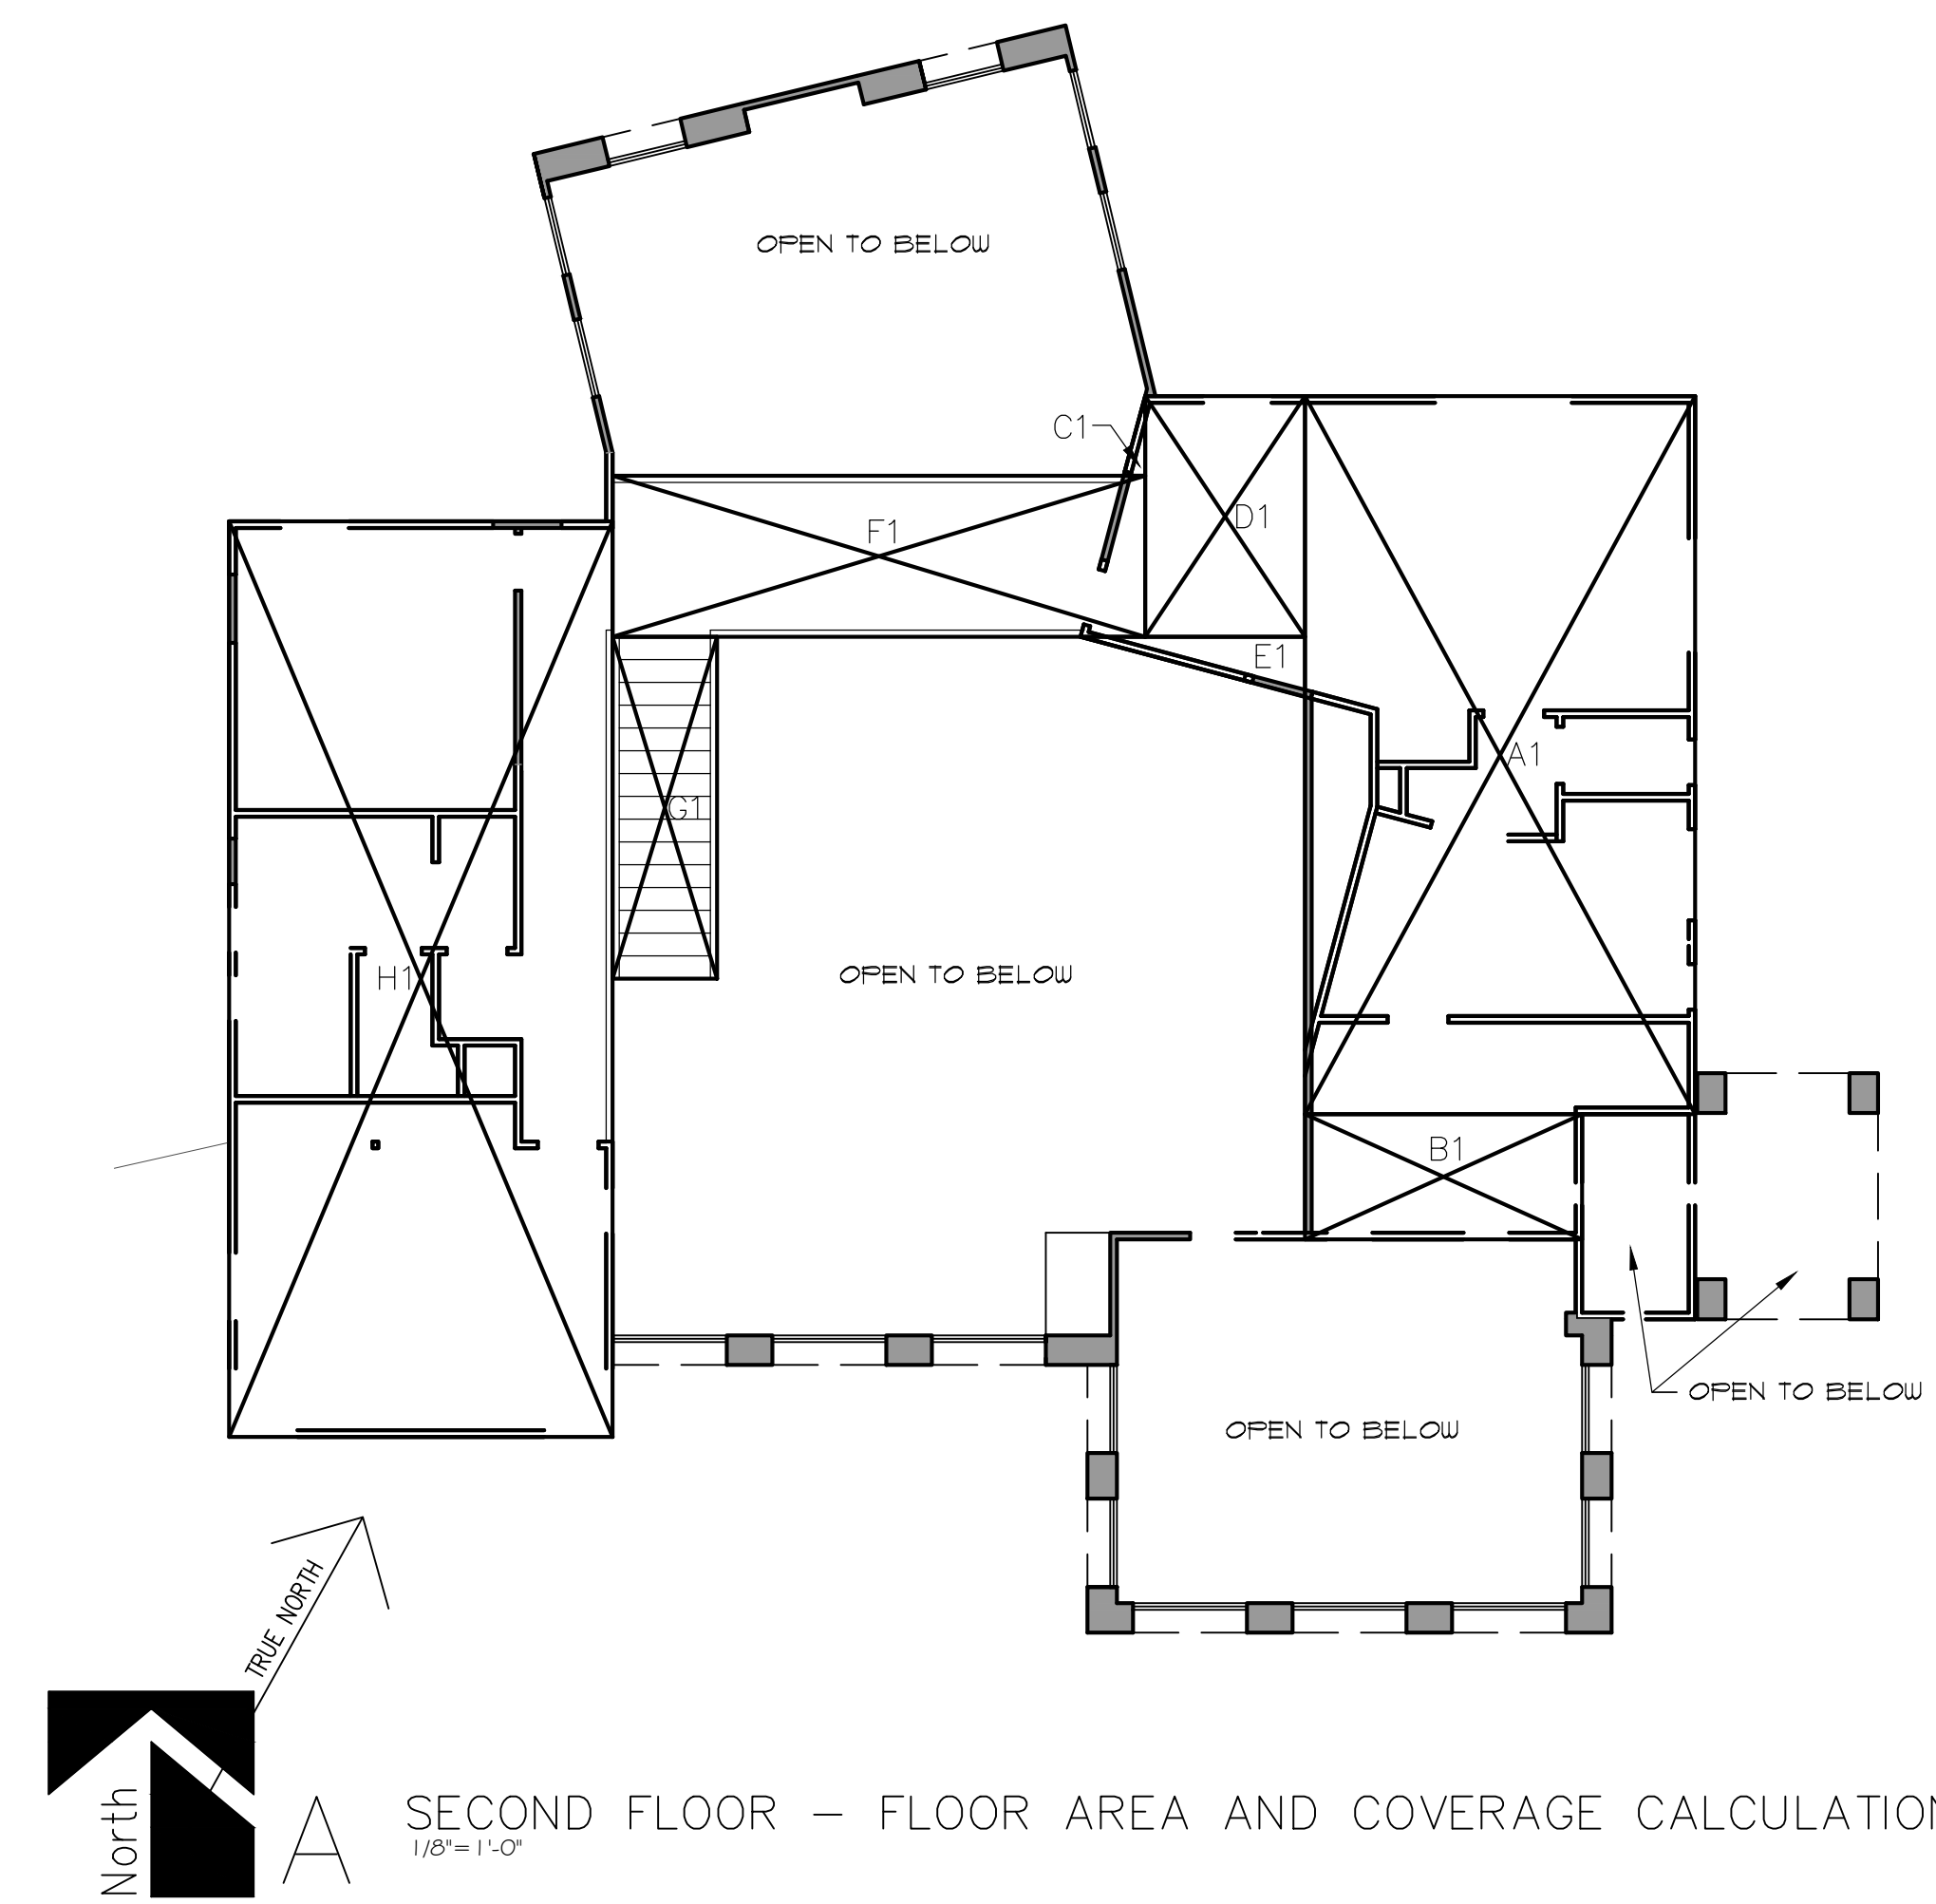 OPEN TO BELOW
C1
D1
F1
E1
A1
G1
H1
OPEN TO BELOW
B1
OPEN TO BELOW
OPEN TO BELOW
TRUE NORTH
North
A
SECOND FLOOR - FLOOR AREA AND COVERAGE CALCULATION
1/8"=1'-0"